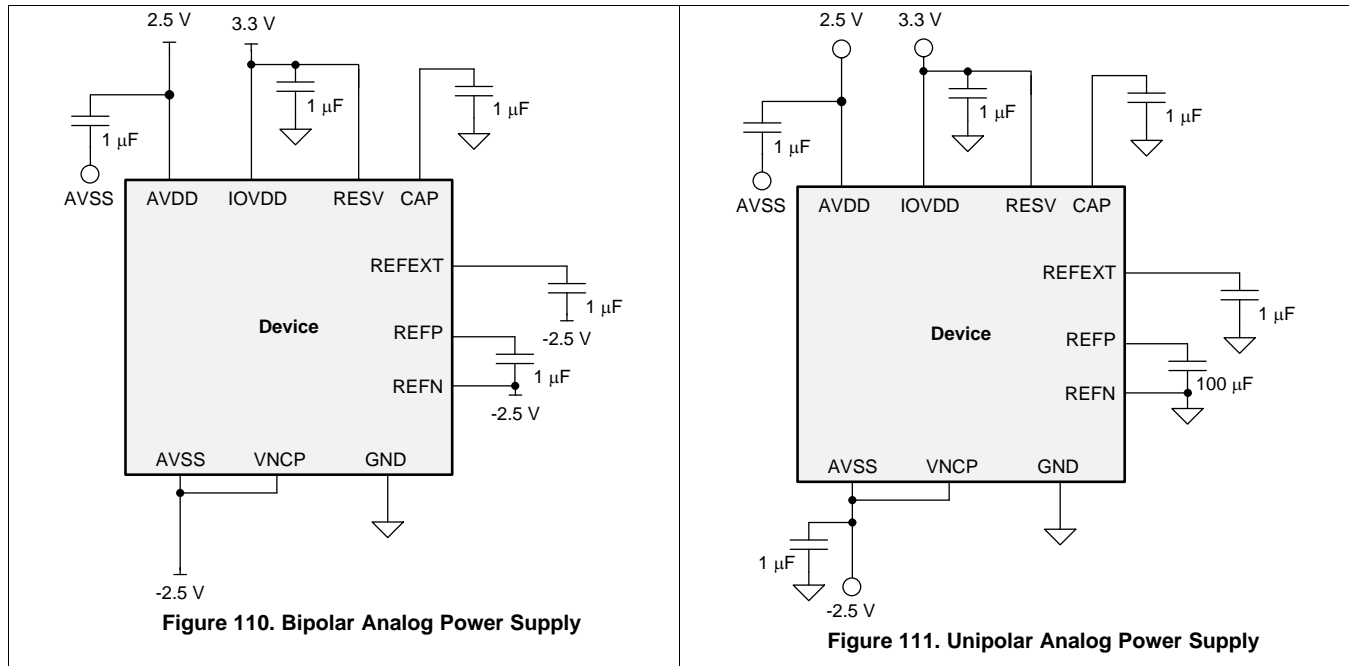 2.5 V
3.3 V
1 μF
1 μF
1 μF
AVSS
AVDD
IOVDD
RESV
CAP
REFEXT
1 μF
-2.5 V
Device
REFP
1 μF
REFN
-2.5 V
AVSS
VNCP
GND
-2.5 V
Figure 110. Bipolar Analog Power Supply
2.5 V
3.3 V
1 μF
1 μF
1 μF
AVSS
AVDD
IOVDD
RESV
CAP
REFEXT
1 μF
Device
REFP
100 μF
REFN
AVSS
VNCP
GND
1 μF
-2.5 V
Figure 111. Unipolar Analog Power Supply